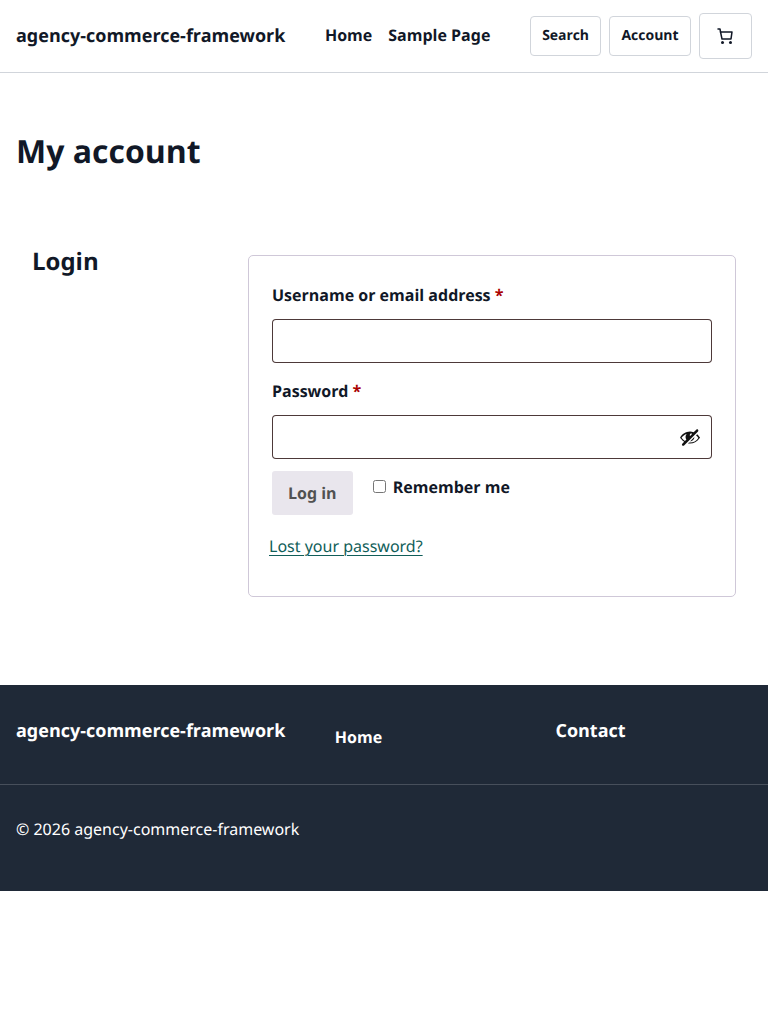 agency-commerce-framework
Home
Sample Page
Search
Account
My account
Login
Username or email address *
Password *
Log in
Remember me
Lost your password?
agency-commerce-framework
Home
Contact
© 2026 agency-commerce-framework